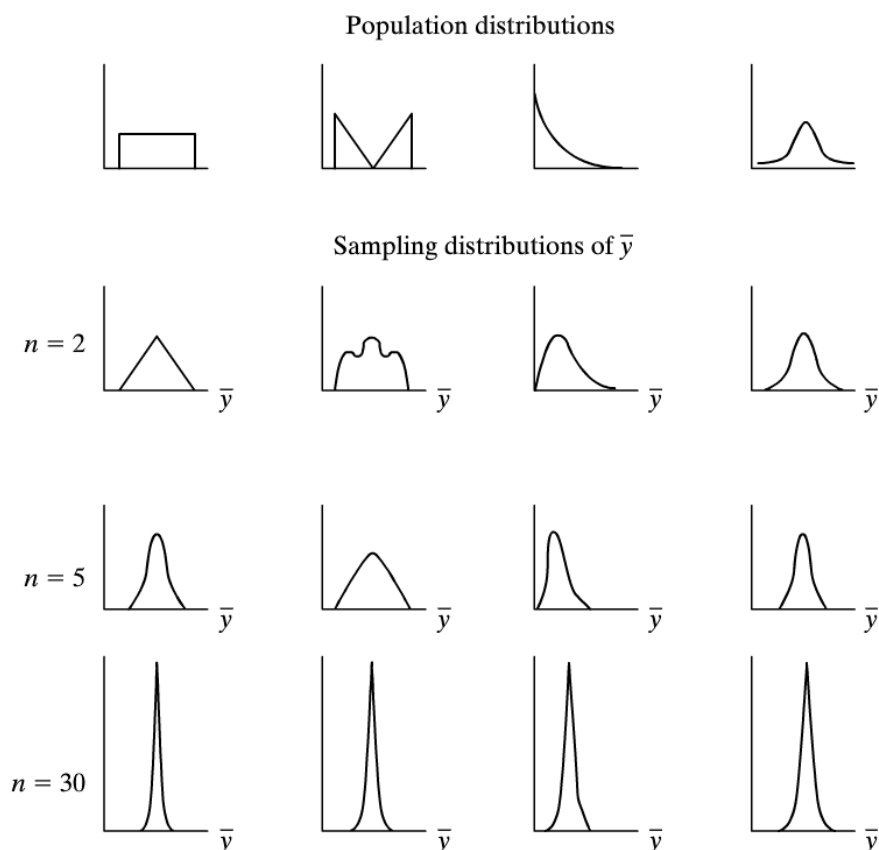 Population distributions
Sampling distributions of ȳ
n = 2
ȳ ȳ ȳ ȳ
n = 5
ȳ ȳ ȳ ȳ
n = 30
ȳ ȳ ȳ ȳ